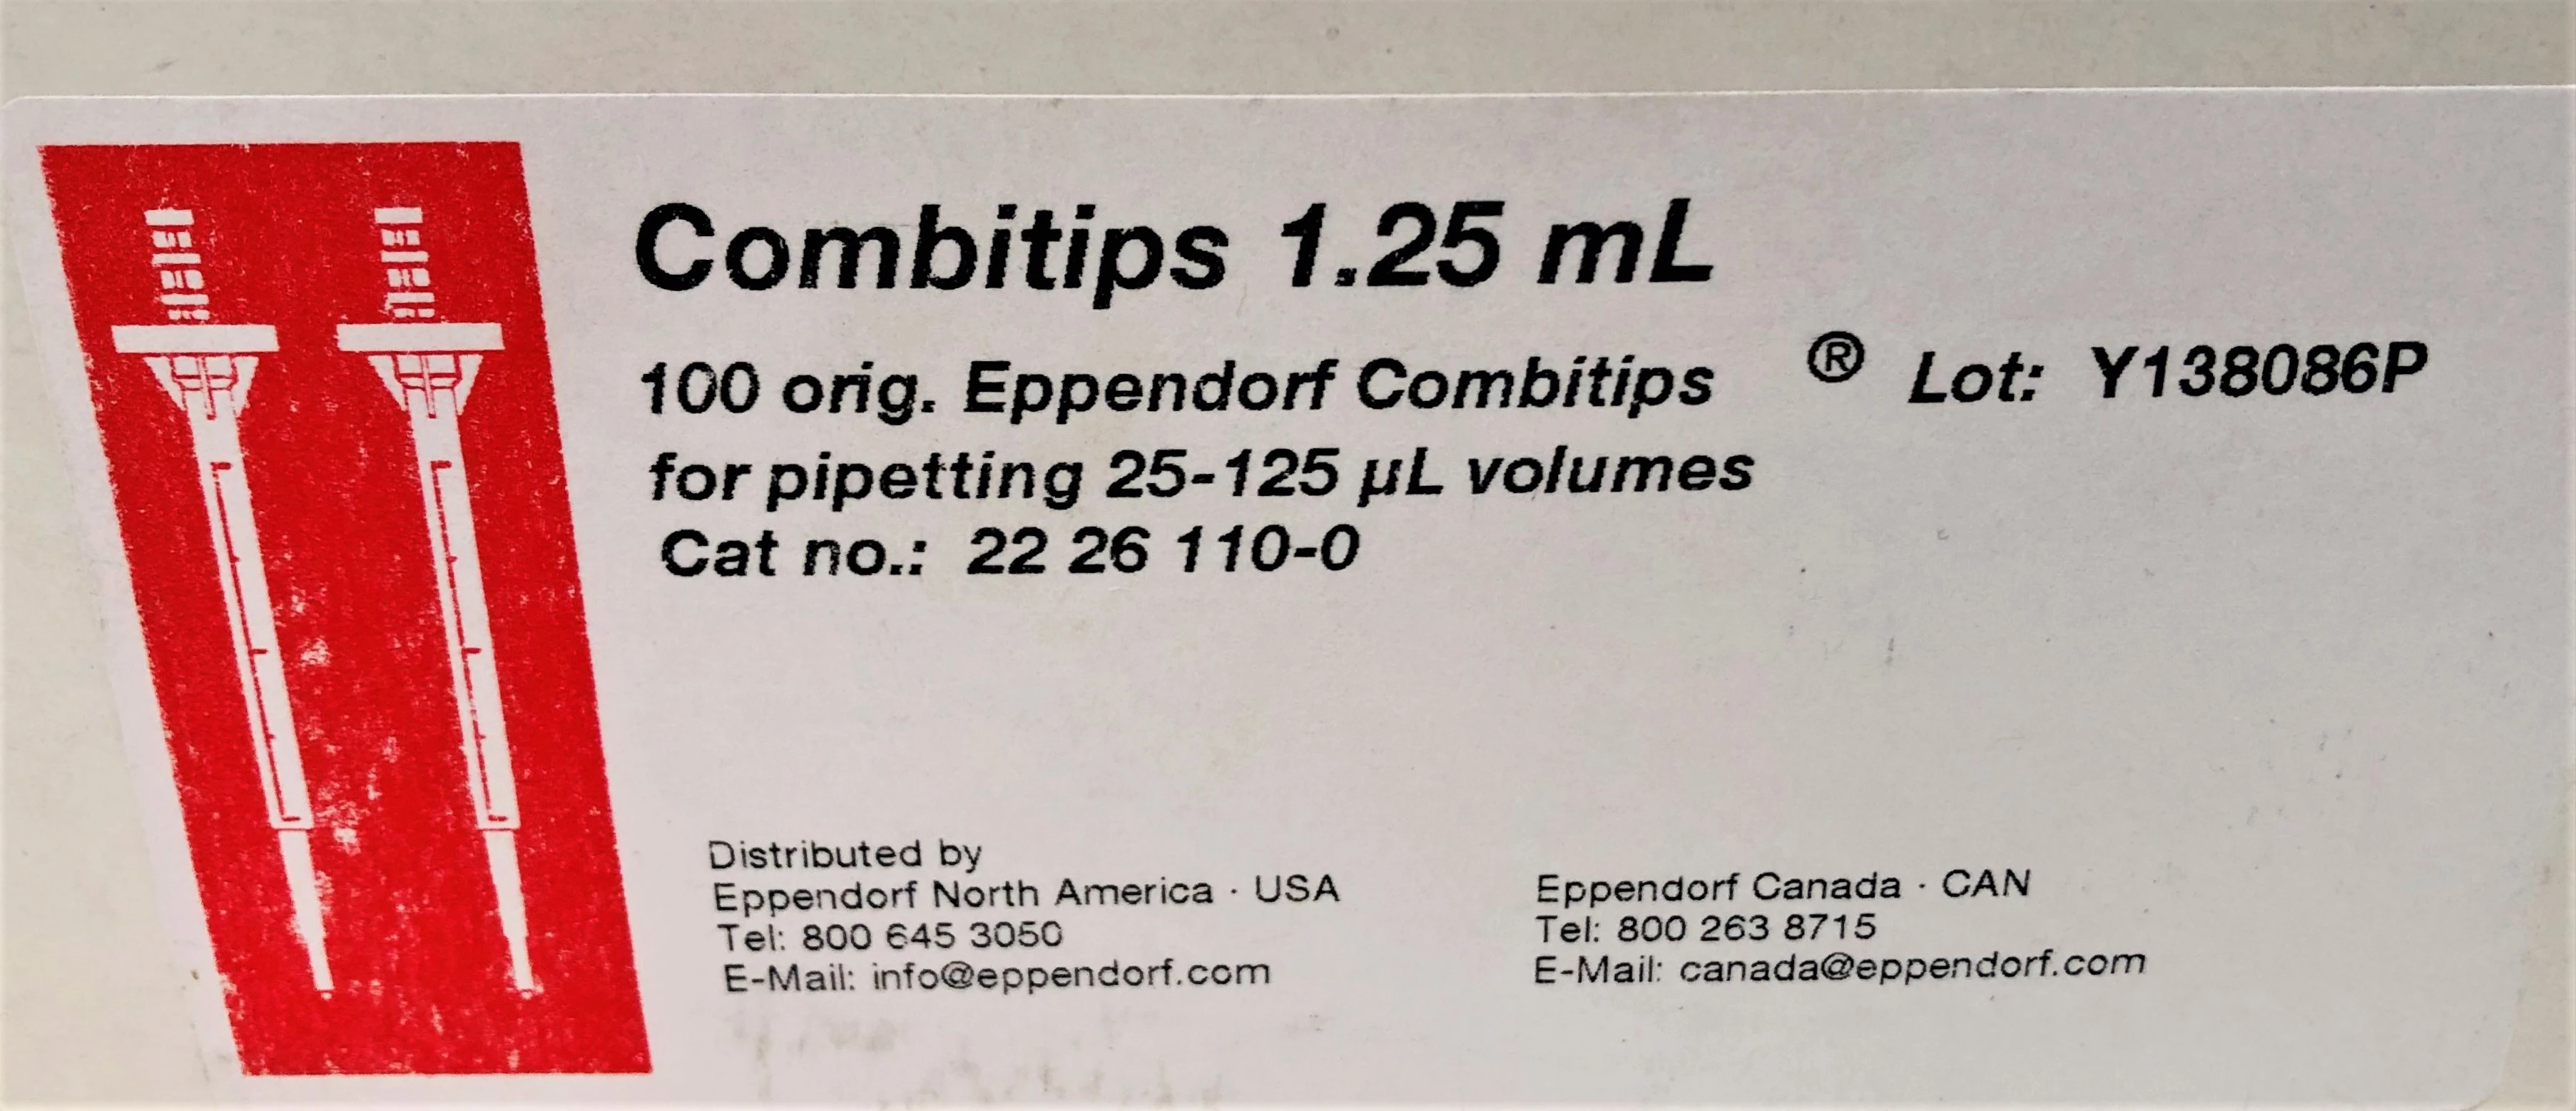 Combitips 1.25 mL
100 orig. Eppendorf Combitips ® Lot: Y138086P
for pipetting 25-125 µL volumes
Cat no.: 22 26 110-0
Distributed by
Eppendorf North America · USA
Tel: 800 645 3050
E-Mail: info@eppendorf.com
Eppendorf Canada · CAN
Tel: 800 263 8715
E-Mail: canada@eppendorf.com